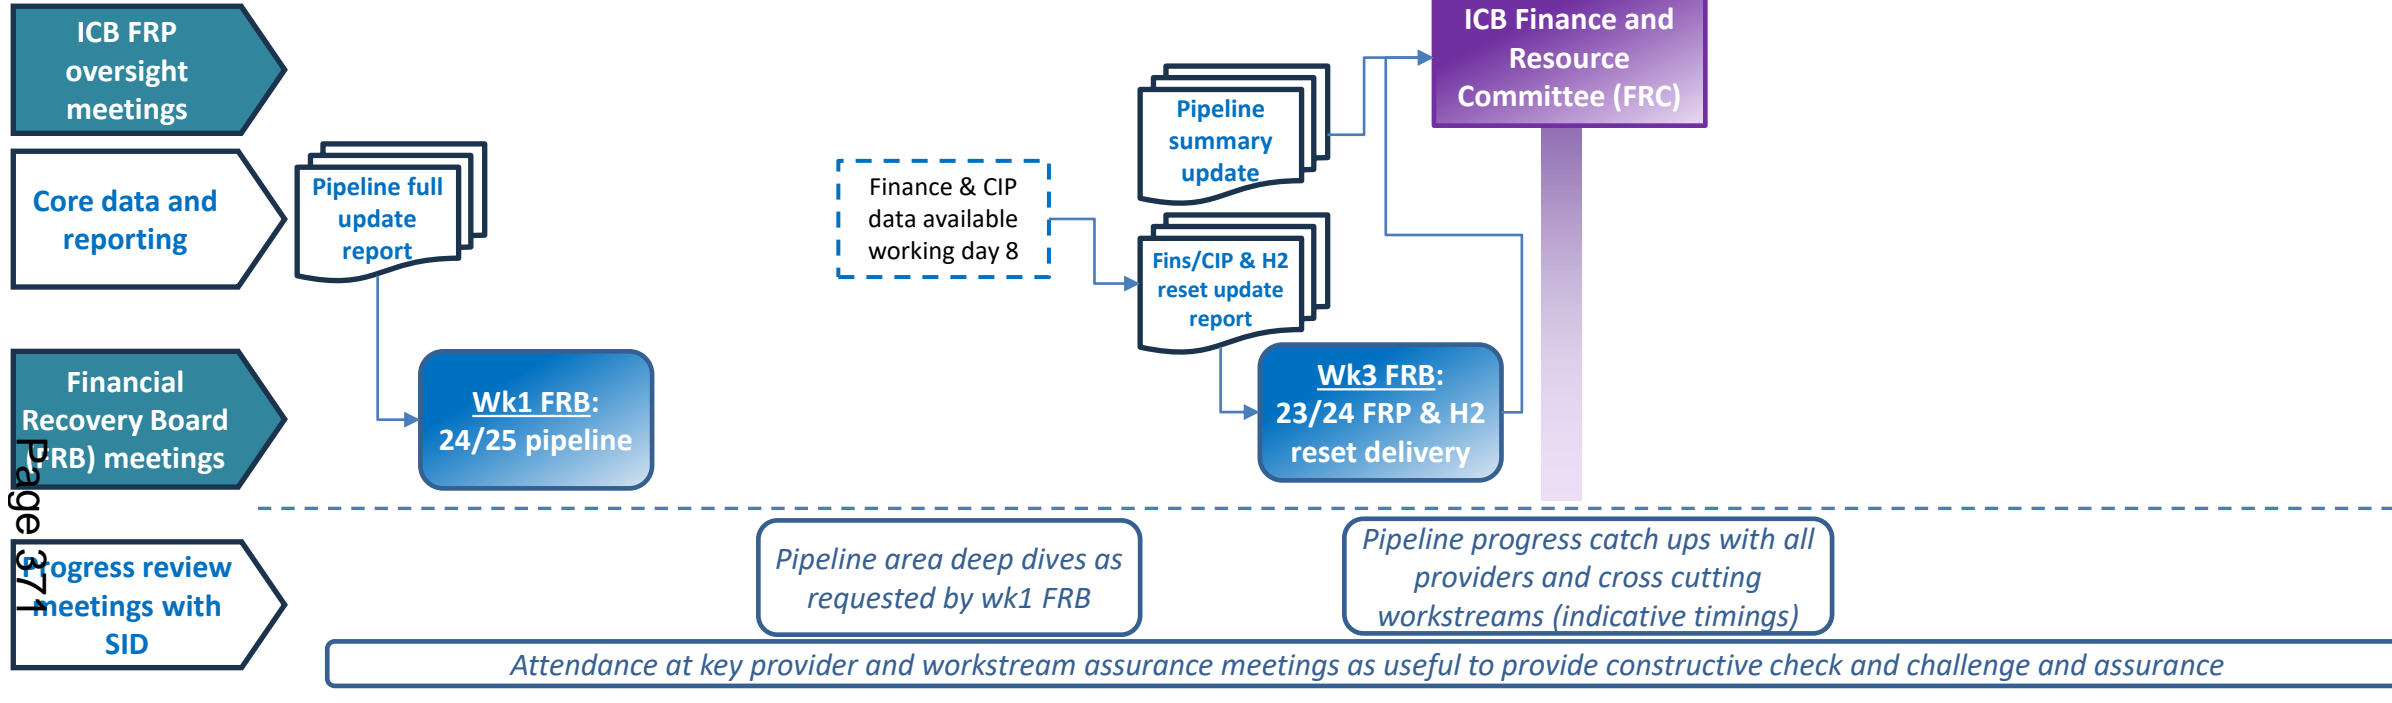 ICB FRP
oversight
meetings
Core data and
reporting
Financial
Recovery Board
(FRB) meetings
Progress review
meetings with
SID
Page 371
Pipeline full
update
report
Wk1 FRB:
24/25 pipeline
Finance & CIP
data available
working day 8
Pipeline
summary
update
Fins/CIP & H2
reset update
report
Wk3 FRB:
23/24 FRP & H2
reset delivery
ICB Finance and
Resource
Committee (FRC)
Pipeline area deep dives as
requested by wk1 FRB
Pipeline progress catch ups with all
providers and cross cutting
workstreams (indicative timings)
Attendance at key provider and workstream assurance meetings as useful to provide constructive check and challenge and assurance